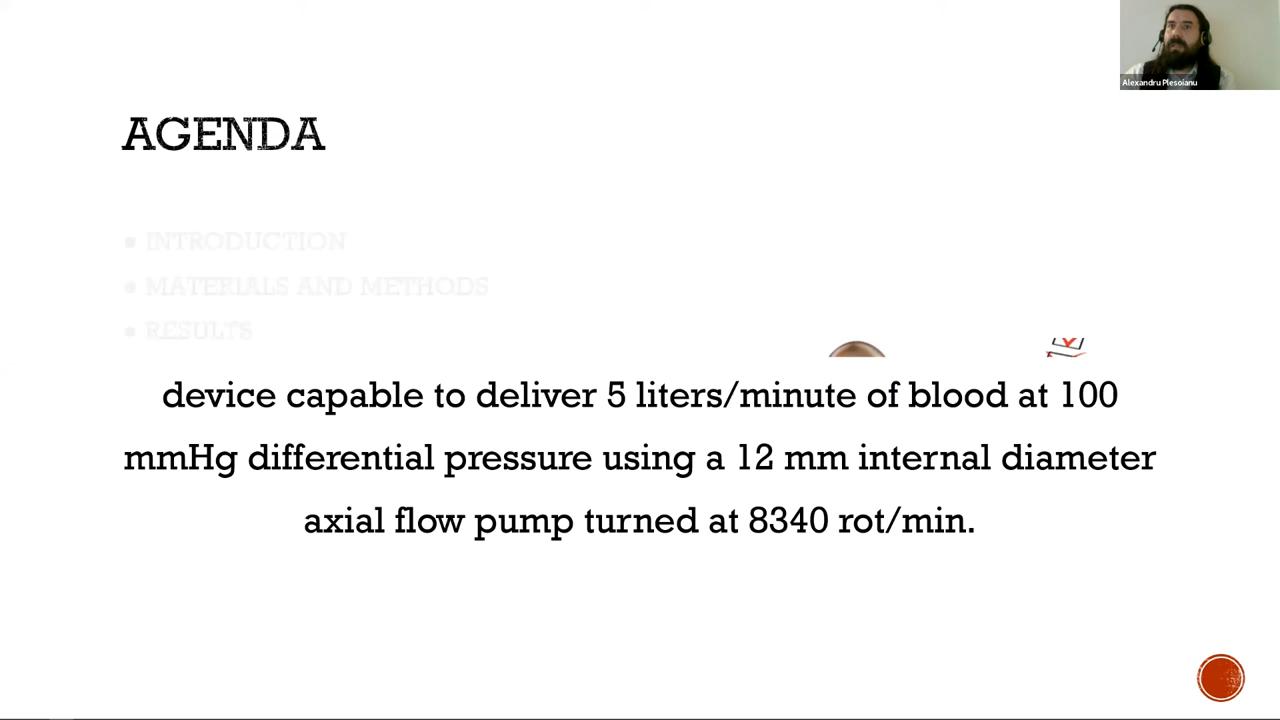 Alexandru Plesoianu
AGENDA
• INTRODUCTION
• MATERIALS AND METHODS
• RESULTS
device capable to deliver 5 liters/minute of blood at 100
mmHg differential pressure using a 12 mm internal diameter
axial flow pump turned at 8340 rot/min.